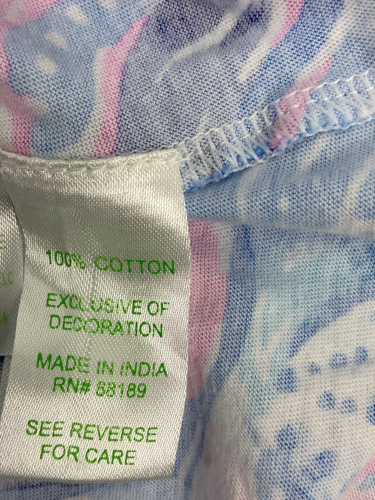 100% COTTON
EXCLUSIVE OF
DECORATION
MADE IN INDIA
RN# 88189
SEE REVERSE
FOR CARE